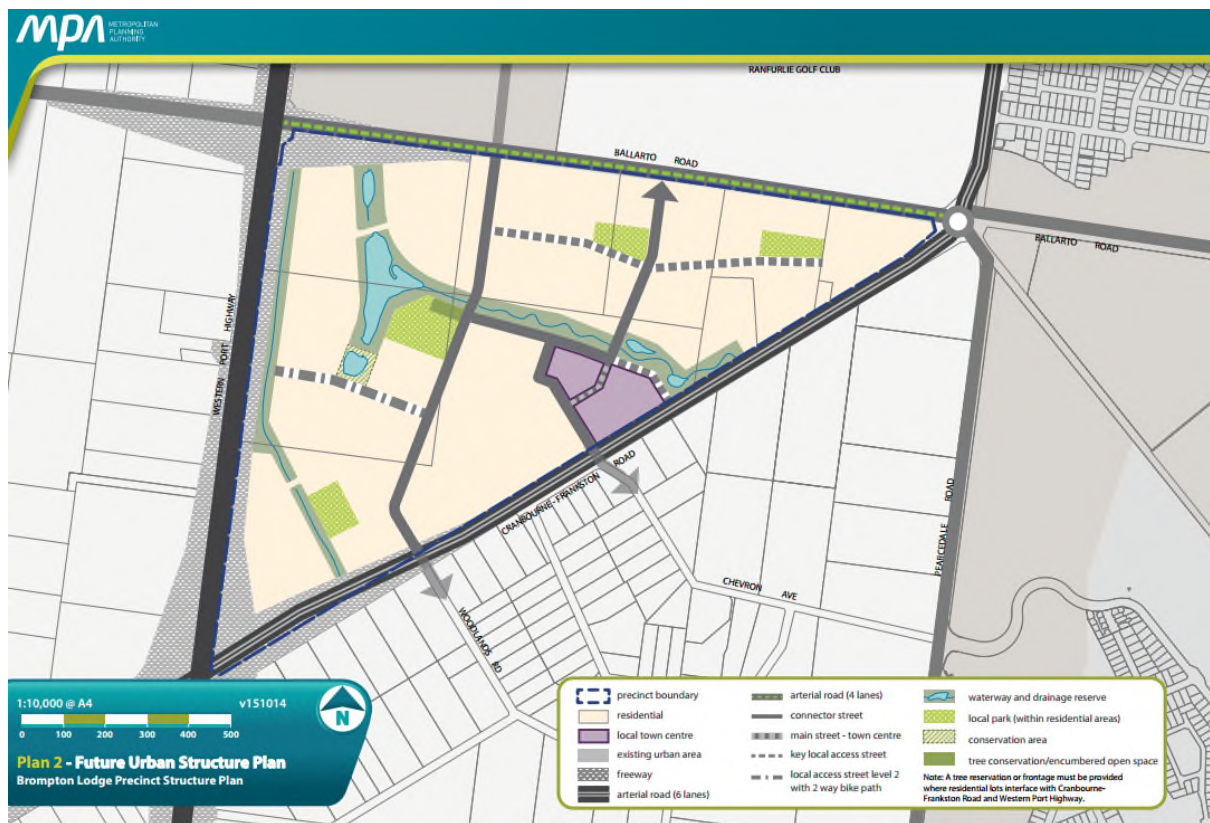 MPA METROPOLITAN
PLANNING
AUTHORITY
RANFURLIE GOLF CLUB
BALLARTO ROAD
BALLARTO ROAD
WESTERN PORT HIGHWAY
CRANBOURNE-FRANKSTON ROAD
PEARCEDALE ROAD
CHEVRON AVE
WOODLANDS RD
1:10,000 @ A4 v151014
0 100 200 300 400 500
N
Plan 2 - Future Urban Structure Plan
Brompton Lodge Precinct Structure Plan
precinct boundary
residential
local town centre
existing urban area
freeway
arterial road (6 lanes)
arterial road (4 lanes)
connector street
main street - town centre
key local access street
local access street level 2
with 2 way bike path
waterway and drainage reserve
local park (within residential areas)
conservation area
tree conservation/encumbered open space
Note: A tree reservation or frontage must be provided
where residential lots interface with Cranbourne-
Frankston Road and Western Port Highway.